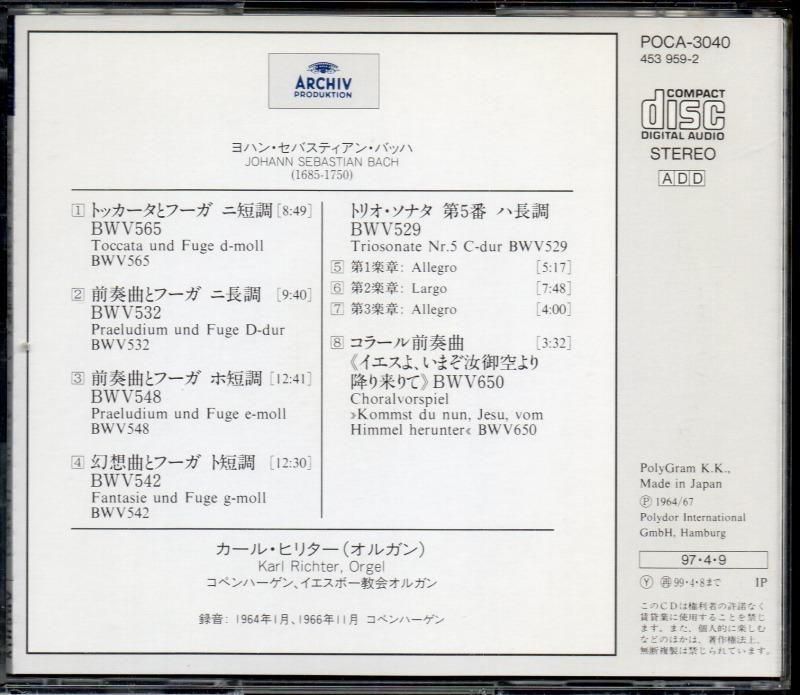 ARCHIV
PRODUKTION
ヨハン・セバスティアン・バッハ
JOHANN SEBASTIAN BACH
(1685-1750)
1 トッカータとフーガ ニ短調 [8:49]
BWV565
Toccata und Fuge d-moll
BWV565
2 前奏曲とフーガ ニ長調 [9:40]
BWV532
Praeludium und Fuge D-dur
BWV532
3 前奏曲とフーガ ホ短調 [12:41]
BWV548
Praeludium und Fuge e-moll
BWV548
4 幻想曲とフーガ ト短調 [12:30]
BWV542
Fantasie und Fuge g-moll
BWV542
トリオ・ソナタ 第5番 ハ長調
BWV529
Triosonate Nr.5 C-dur BWV529
5 第1楽章: Allegro [5:17]
6 第2楽章: Largo [7:48]
7 第3楽章: Allegro [4:00]
8 コラール前奏曲 [3:32]
《イエスよ、いまぞ汝御空より
降り来りて》BWV650
Choralvorspiel
»Kommst du nun, Jesu, vom
Himmel herunter« BWV650
カール・ヒリター(オルガン)
Karl Richter, Orgel
コペンハーゲン、イエスボー教会オルガン
録音: 1964年1月、1966年11月 コペンハーゲン
POCA-3040
453 959-2
COMPACT
disc
DIGITAL AUDIO
STEREO
ADD
PolyGram K.K.,
Made in Japan
Ⓟ 1964/67
Polydor International
GmbH, Hamburg
97・4・9
Ⓨ 再 99・4・8まで IP
このCDは権利者の許諾なく
賃貸業に使用することを禁じ
ます。また、個人的に楽しむ
などのほかは、著作権法上、
無断複製は禁じられています。